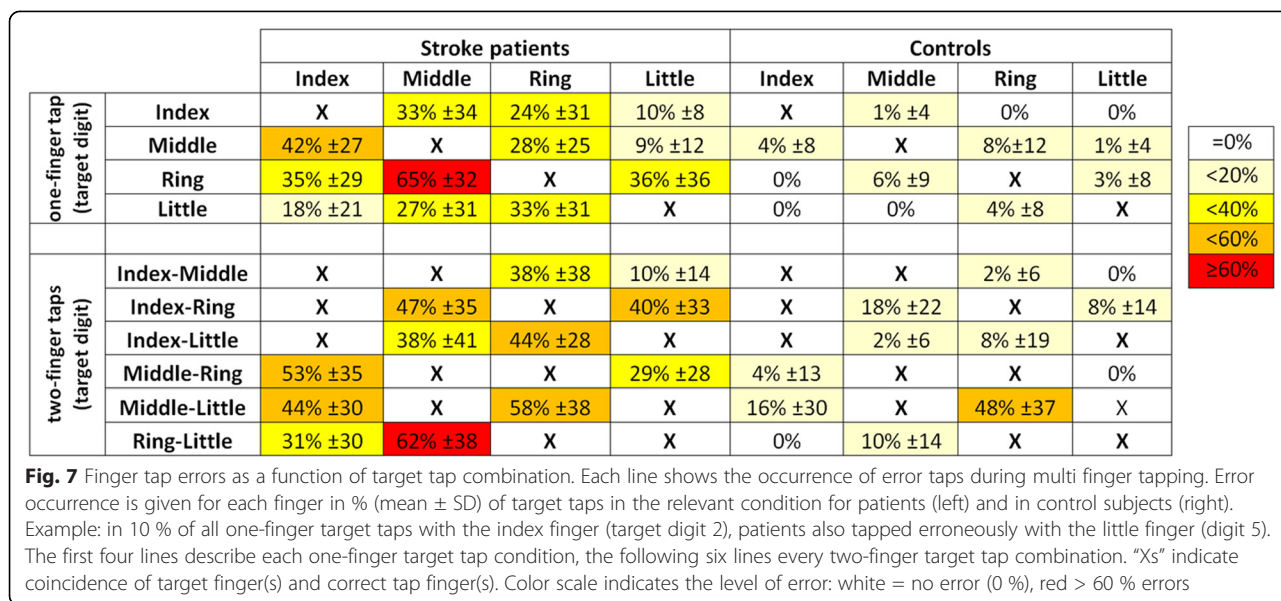 Stroke patients Controls
Index Middle Ring Little Index Middle Ring Little
one-finger tap
(target digit)
Index X 33% ±34 24% ±31 10% ±8 X 1% ±4 0% 0%
Middle 42% ±27 X 28% ±25 9% ±12 4% ±8 X 8%±12 1% ±4
Ring 35% ±29 65% ±32 X 36% ±36 0% 6% ±9 X 3% ±8
Little 18% ±21 27% ±31 33% ±31 X 0% 0% 4% ±8 X
two-finger taps
(target digit)
Index-Middle X X 38% ±38 10% ±14 X X 2% ±6 0%
Index-Ring X 47% ±35 X 40% ±33 X 18% ±22 X 8% ±14
Index-Little X 38% ±41 44% ±28 X X 2% ±6 8% ±19 X
Middle-Ring 53% ±35 X X 29% ±28 4% ±13 X X 0%
Middle-Little 44% ±30 X 58% ±38 X 16% ±30 X 48% ±37 X
Ring-Little 31% ±30 62% ±38 X X 0% 10% ±14 X X
=0%
<20%
<40%
<60%
≥60%
Fig. 7 Finger tap errors as a function of target tap combination. Each line shows the occurrence of error taps during multi finger tapping. Error
occurrence is given for each finger in % (mean ± SD) of target taps in the relevant condition for patients (left) and in control subjects (right).
Example: in 10 % of all one-finger target taps with the index finger (target digit 2), patients also tapped erroneously with the little finger (digit 5).
The first four lines describe each one-finger target tap condition, the following six lines every two-finger target tap combination. “Xs” indicate
coincidence of target finger(s) and correct tap finger(s). Color scale indicates the level of error: white = no error (0 %), red > 60 % errors